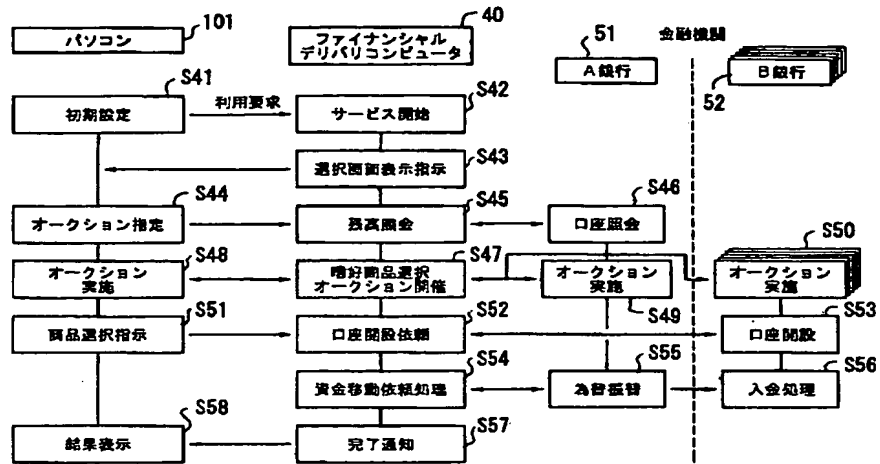 パソコン
101
ファイナンシャル
デリバリコンピュータ
40
51
A銀行
金融機関
52
B銀行
S41
初期設定
利用要求
S42
サービス開始
S43
選択画面表示指示
S44
オークション指定
S45
残高照会
S46
口座照会
S48
オークション
実施
S47
嗜好商品選択
オークション開催
オークション
実施
S49
S50
オークション
実施
S51
商品選択指示
S52
口座開設依頼
S53
口座開設
S54
資金移動依頼処理
S55
為替振替
S56
入金処理
S58
結果表示
S57
完了通知